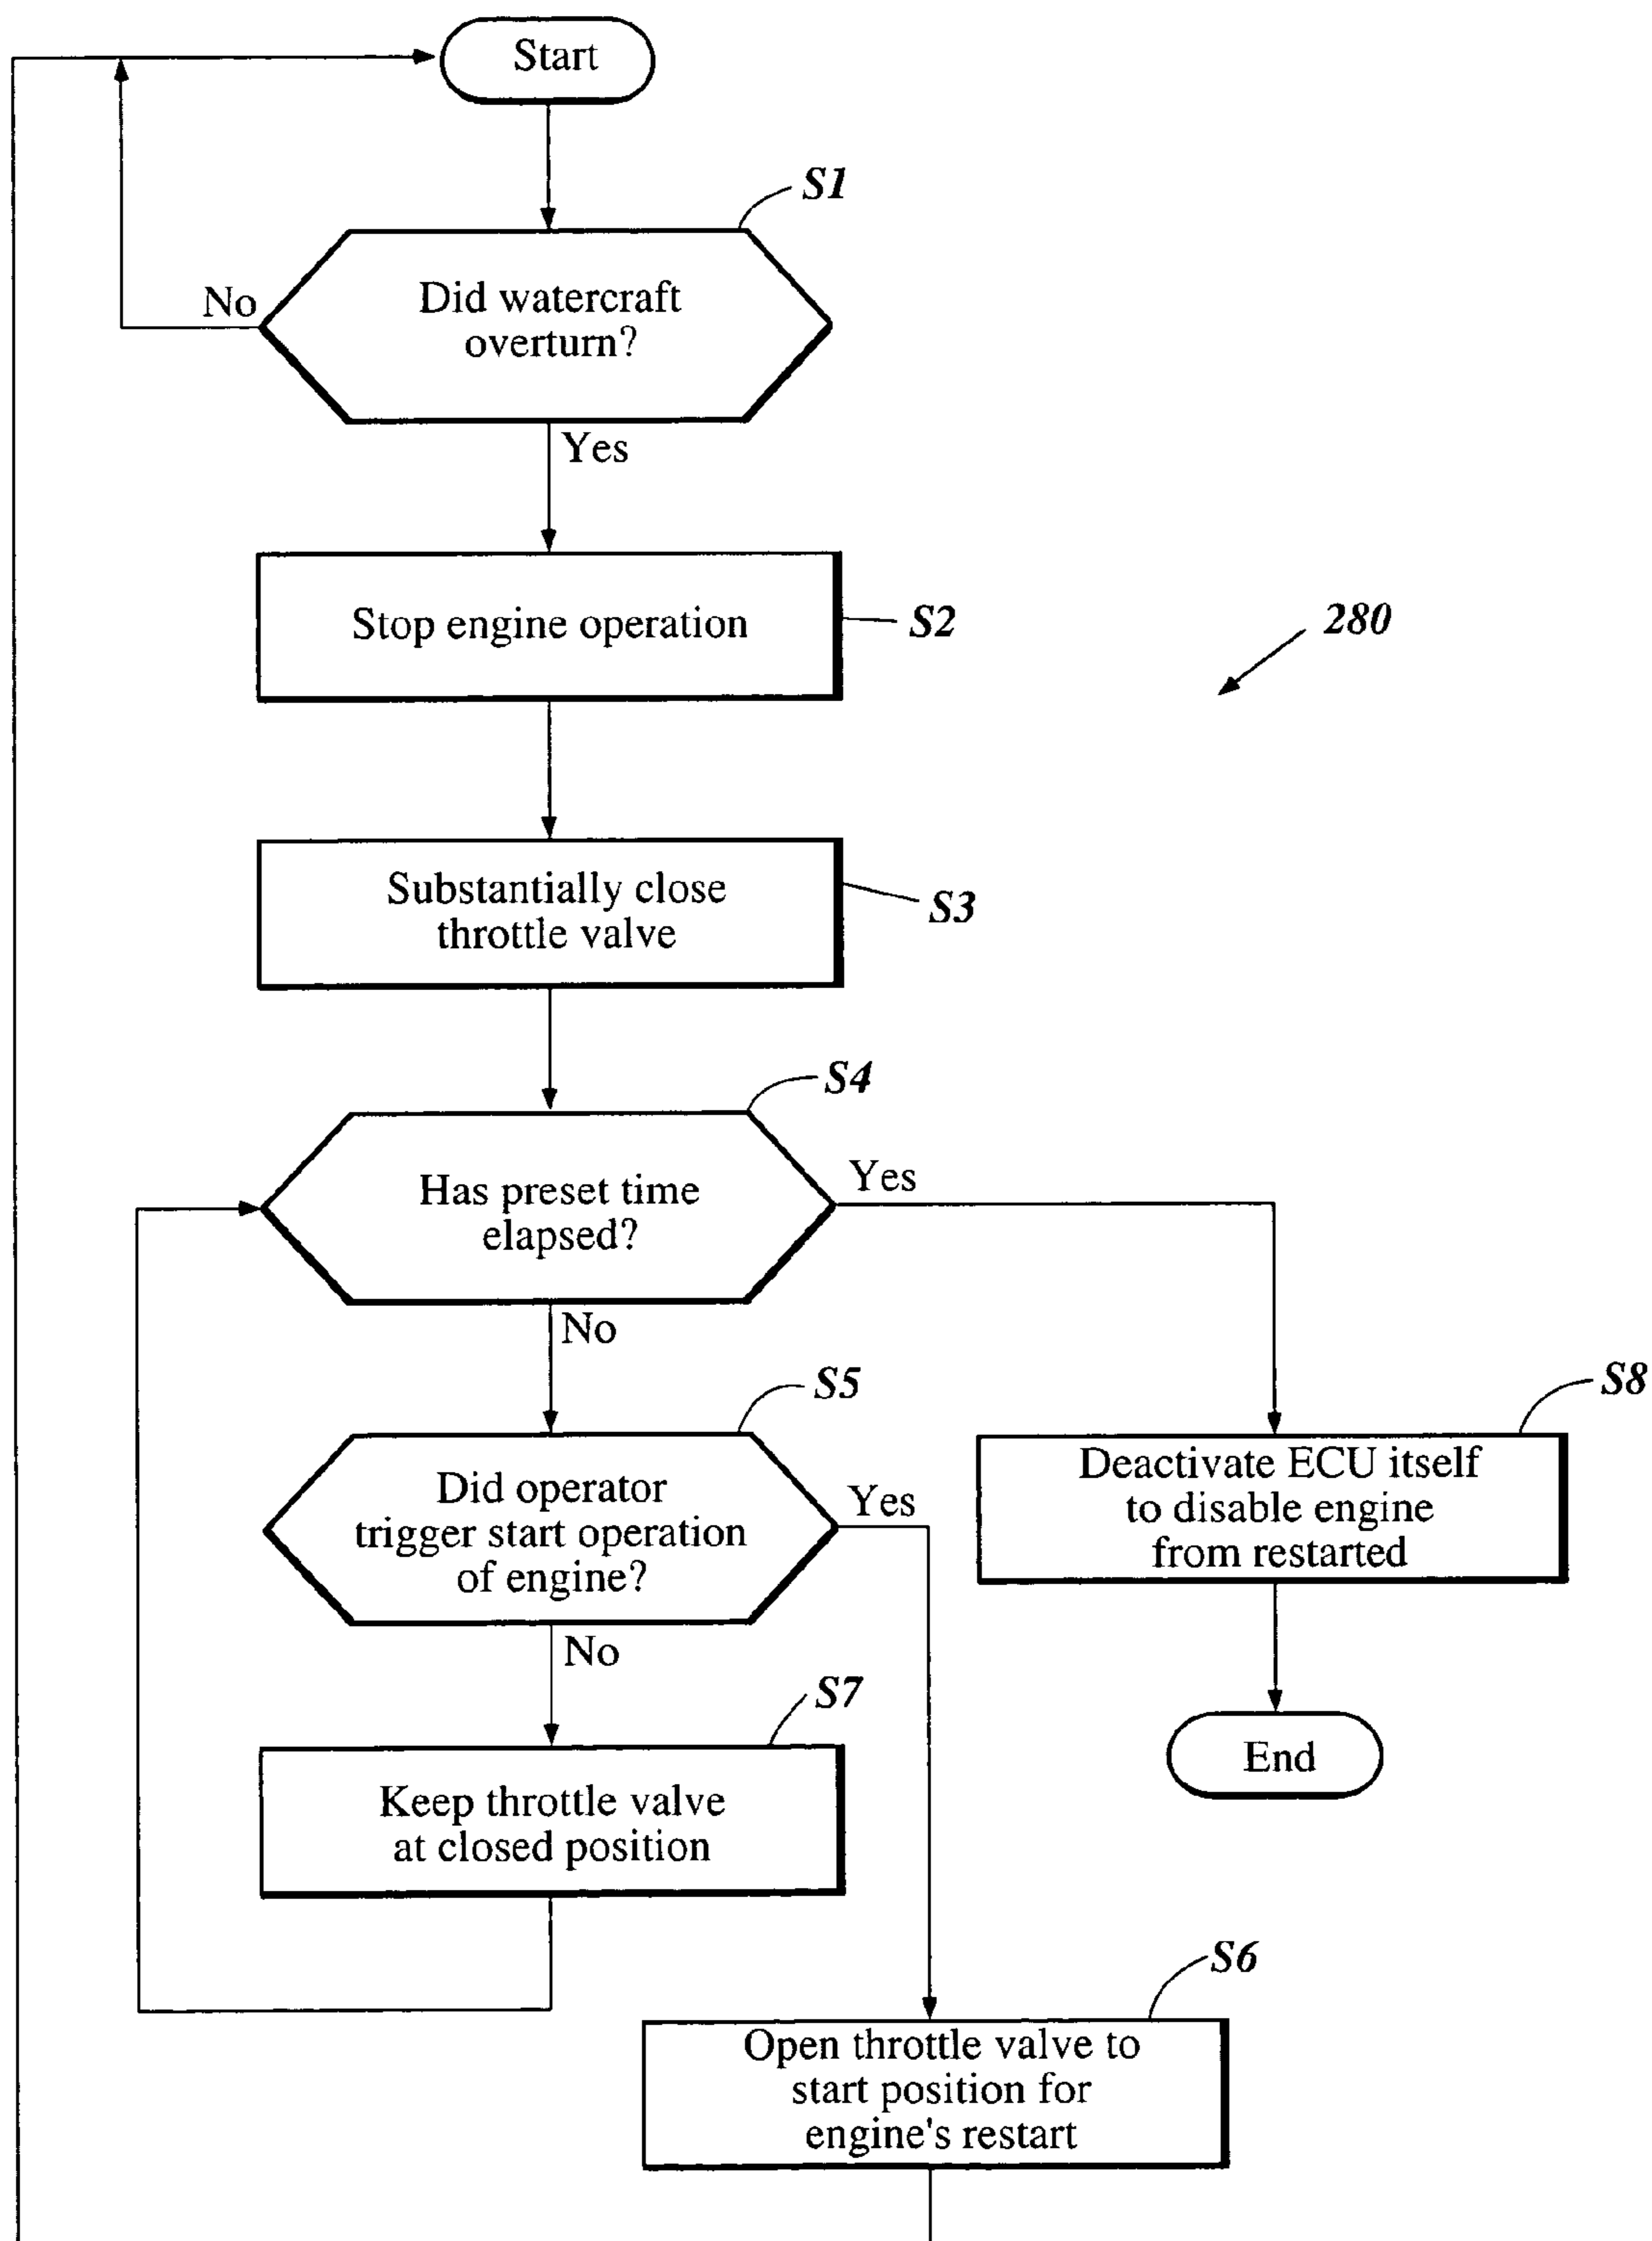 Start
S1
Did watercraft
overturn?
No
Yes
Stop engine operation
S2
280
Substantially close
throttle valve
S3
S4
Has preset time
elapsed?
Yes
No
S5
Did operator
trigger start operation
of engine?
Yes
S8
Deactivate ECU itself
to disable engine
from restarted
No
S7
Keep throttle valve
at closed position
End
S6
Open throttle valve to
start position for
engine's restart